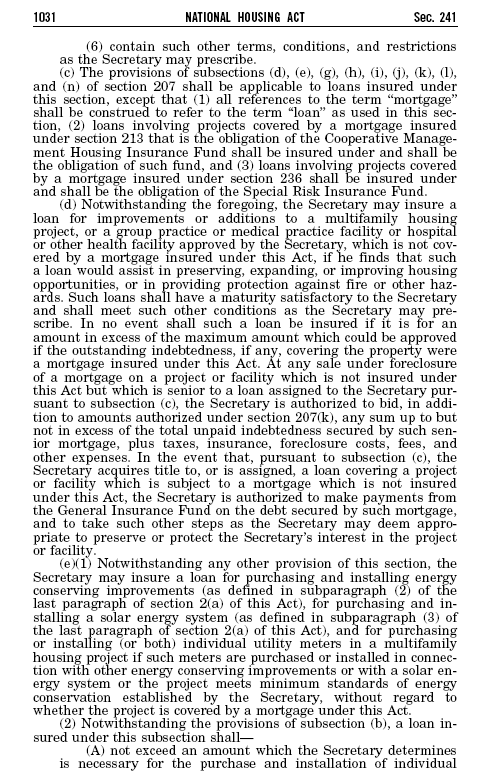 1031 NATIONAL HOUSING ACT Sec. 241
(6) contain such other terms, conditions, and restrictions
as the Secretary may prescribe.
(c) The provisions of subsections (d), (e), (g), (h), (i), (j), (k), (l),
and (n) of section 207 shall be applicable to loans insured under
this section, except that (1) all references to the term “mortgage”
shall be construed to refer to the term “loan” as used in this sec-
tion, (2) loans involving projects covered by a mortgage insured
under section 213 that is the obligation of the Cooperative Manage-
ment Housing Insurance Fund shall be insured under and shall be
the obligation of such fund, and (3) loans involving projects covered
by a mortgage insured under section 236 shall be insured under
and shall be the obligation of the Special Risk Insurance Fund.
(d) Notwithstanding the foregoing, the Secretary may insure a
loan for improvements or additions to a multifamily housing
project, or a group practice or medical practice facility or hospital
or other health facility approved by the Secretary, which is not cov-
ered by a mortgage insured under this Act, if he finds that such
a loan would assist in preserving, expanding, or improving housing
opportunities, or in providing protection against fire or other haz-
ards. Such loans shall have a maturity satisfactory to the Secretary
and shall meet such other conditions as the Secretary may pre-
scribe. In no event shall such a loan be insured if it is for an
amount in excess of the maximum amount which could be approved
if the outstanding indebtedness, if any, covering the property were
a mortgage insured under this Act. At any sale under foreclosure
of a mortgage on a project or facility which is not insured under
this Act but which is senior to a loan assigned to the Secretary pur-
suant to subsection (c), the Secretary is authorized to bid, in addi-
tion to amounts authorized under section 207(k), any sum up to but
not in excess of the total unpaid indebtedness secured by such sen-
ior mortgage, plus taxes, insurance, foreclosure costs, fees, and
other expenses. In the event that, pursuant to subsection (c), the
Secretary acquires title to, or is assigned, a loan covering a project
or facility which is subject to a mortgage which is not insured
under this Act, the Secretary is authorized to make payments from
the General Insurance Fund on the debt secured by such mortgage,
and to take such other steps as the Secretary may deem appro-
priate to preserve or protect the Secretary’s interest in the project
or facility.
(e)(1) Notwithstanding any other provision of this section, the
Secretary may insure a loan for purchasing and installing energy
conserving improvements (as defined in subparagraph (2) of the
last paragraph of section 2(a) of this Act), for purchasing and in-
stalling a solar energy system (as defined in subparagraph (3) of
the last paragraph of section 2(a) of this Act), and for purchasing
or installing (or both) individual utility meters in a multifamily
housing project if such meters are purchased or installed in connec-
tion with other energy conserving improvements or with a solar en-
ergy system or the project meets minimum standards of energy
conservation established by the Secretary, without regard to
whether the project is covered by a mortgage under this Act.
(2) Notwithstanding the provisions of subsection (b), a loan in-
sured under this subsection shall—
(A) not exceed an amount which the Secretary determines
is necessary for the purchase and installation of individual